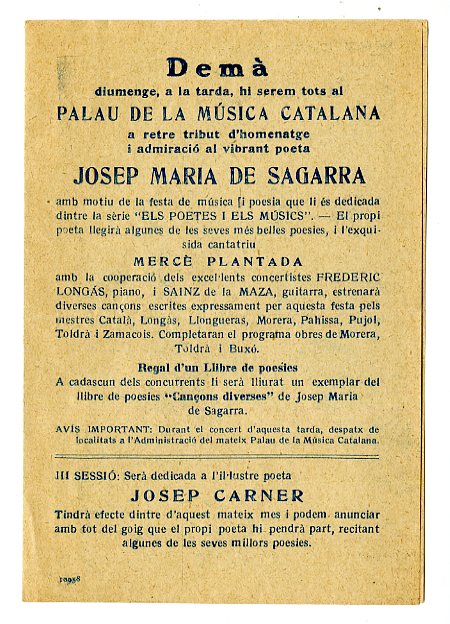 Demà
diumenge, a la tarda, hi serem tots al
PALAU DE LA MÚSICA CATALANA
a retre tribut d'homenatge
i admiració al vibrant poeta
JOSEP MARIA DE SAGARRA
amb motiu de la festa de música i poesia que li és dedicada
dintre la sèrie "ELS POETES I ELS MÚSICS". — El propi
poeta llegirà algunes de les seves més belles poesies, i l'exqui-
sida cantatriu
MERCÈ PLANTADA
amb la cooperació dels excel·lents concertistes FREDERIC
LONGÁS, piano, i SAINZ de la MAZA, guitarra, estrenarà
diverses cançons escrites expressament per aquesta festa pels
mestres Català, Longás, Llongueras, Morera, Pahissa, Pujol,
Toldrà i Zamacois. Completaran el programa obres de Morera,
Toldrà i Buxó.
Regal d'un Llibre de poesies
A cadascun dels concurrents li serà lliurat un exemplar del
llibre de poesies "Cançons diverses" de Josep Maria
de Sagarra.
AVÍS IMPORTANT: Durant el concert d'aquesta tarda, despatx de
localitats a l'Administració del mateix Palau de la Música Catalana.
III SESSIÓ: Serà dedicada a l'il·lustre poeta
JOSEP CARNER
Tindrà efecte dintre d'aquest mateix mes i podem anunciar
amb tot del goig que el propi poeta hi pendrà part, recitant
algunes de les seves millors poesies.
10958